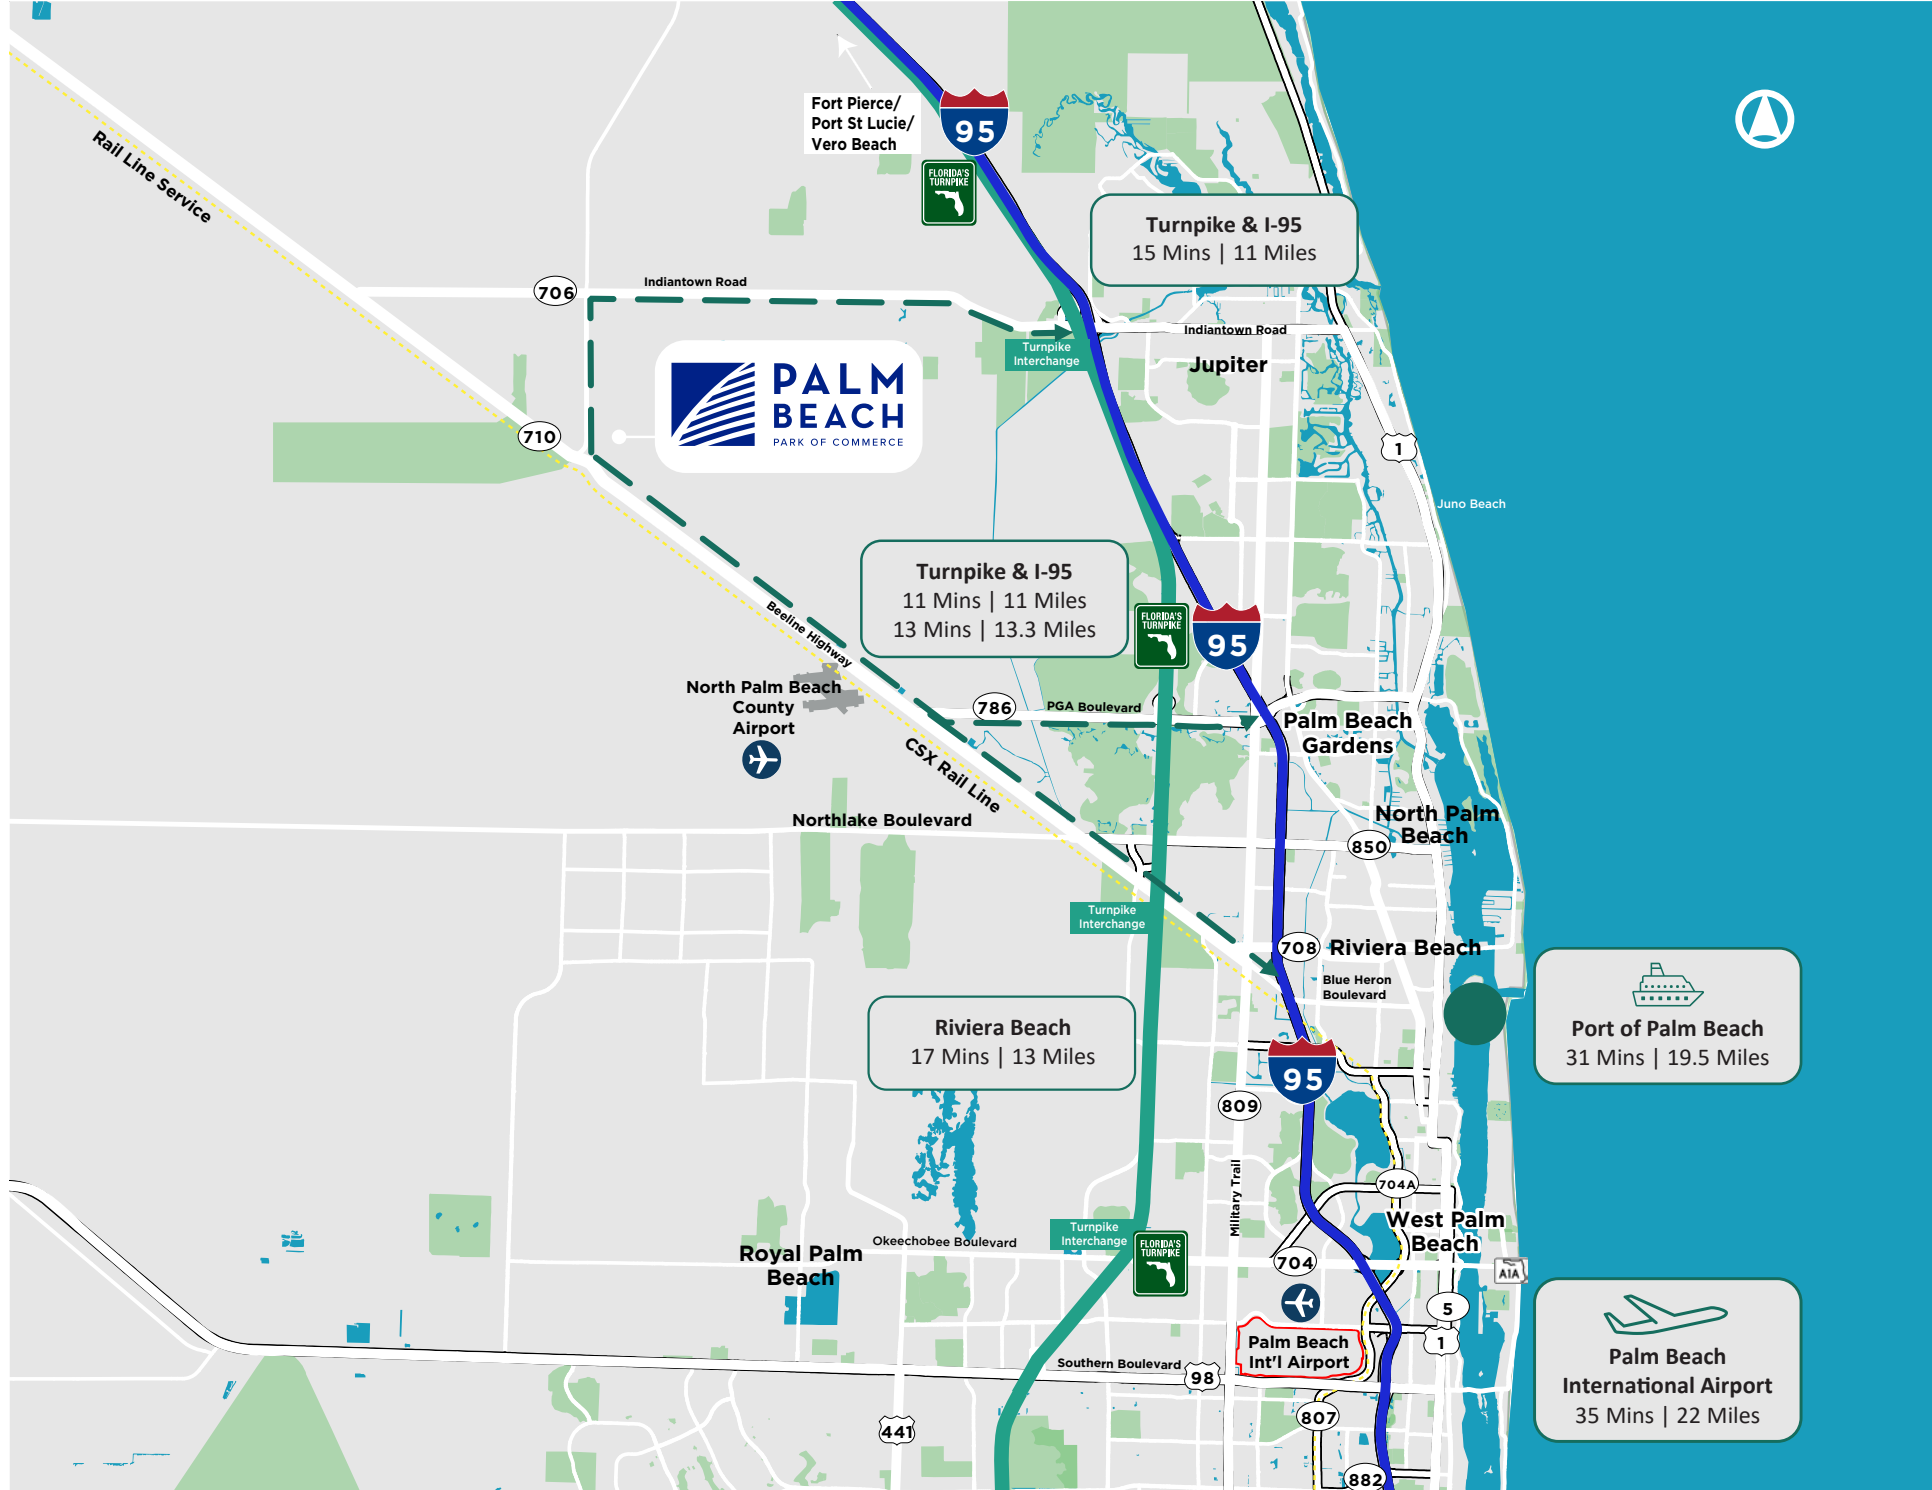 Fort Pierce/
Port St Lucie/
Vero Beach
95
FLORIDA'S
TURNPIKE
Rail Line Service
Turnpike & I-95
15 Mins | 11 Miles
706
Indiantown Road
Indiantown Road
Turnpike
Interchange
Jupiter
PALM
BEACH
PARK OF COMMERCE
710
1
Juno Beach
Turnpike & I-95
11 Mins | 11 Miles
13 Mins | 13.3 Miles
FLORIDA'S
TURNPIKE
95
Beeline Highway
North Palm Beach
County
Airport
786
PGA Boulevard
Palm Beach
Gardens
CSX Rail Line
Northlake Boulevard
North Palm
Beach
850
Turnpike
Interchange
708
Riviera Beach
Blue Heron
Boulevard
Riviera Beach
17 Mins | 13 Miles
Port of Palm Beach
31 Mins | 19.5 Miles
95
809
Military Trail
704A
West Palm
Beach
Turnpike
Interchange
Okeechobee Boulevard
FLORIDA'S
TURNPIKE
Royal Palm
Beach
704
A1A
5
1
Palm Beach
Int'l Airport
Southern Boulevard
98
Palm Beach
International Airport
35 Mins | 22 Miles
807
441
882